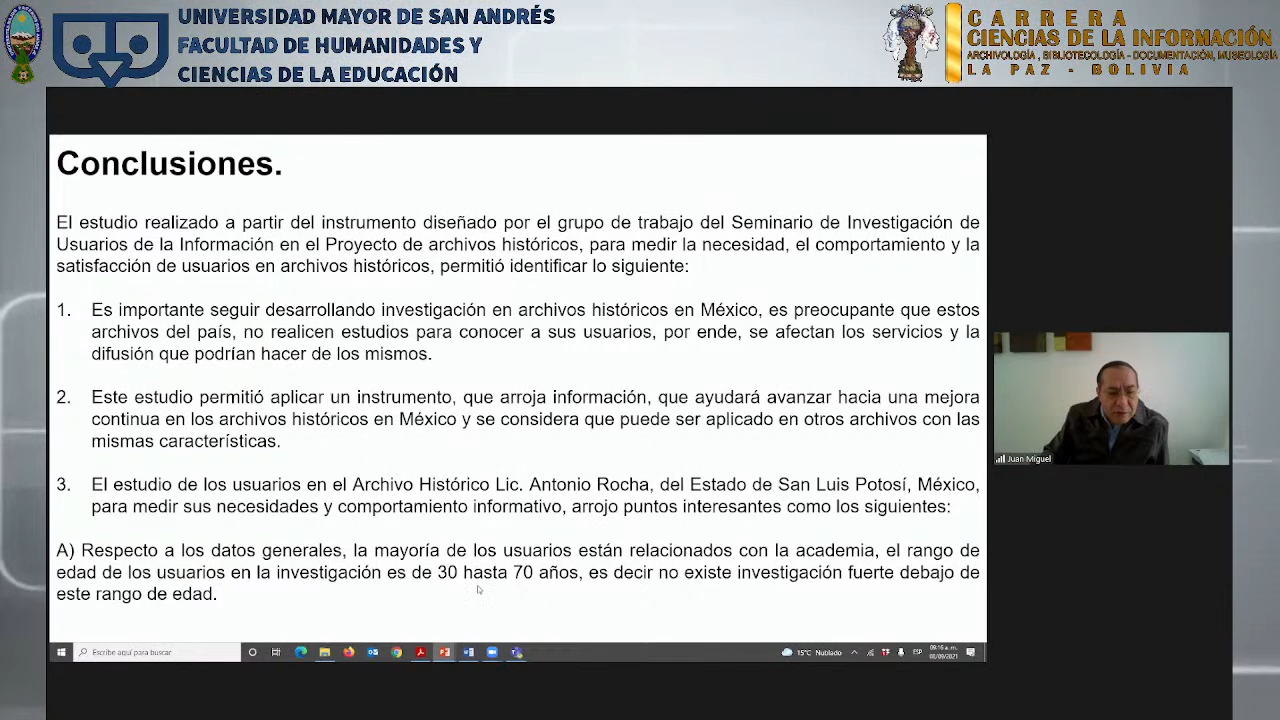 UNIVERSIDAD MAYOR DE SAN ANDRÉS
FACULTAD DE HUMANIDADES Y
CIENCIAS DE LA EDUCACIÓN
CARRERA
CIENCIAS DE LA INFORMACIÓN
ARCHIVOLOGÍA, BIBLIOTECOLOGÍA - DOCUMENTACIÓN, MUSEOLOGÍA
LA PAZ - BOLIVIA
Conclusiones.
El estudio realizado a partir del instrumento diseñado por el grupo de trabajo del Seminario de Investigación de
Usuarios de la Información en el Proyecto de archivos históricos, para medir la necesidad, el comportamiento y la
satisfacción de usuarios en archivos históricos, permitió identificar lo siguiente:
1. Es importante seguir desarrollando investigación en archivos históricos en México, es preocupante que estos
archivos del país, no realicen estudios para conocer a sus usuarios, por ende, se afectan los servicios y la
difusión que podrían hacer de los mismos.
2. Este estudio permitió aplicar un instrumento, que arroja información, que ayudará avanzar hacia una mejora
continua en los archivos históricos en México y se considera que puede ser aplicado en otros archivos con las
mismas características.
3. El estudio de los usuarios en el Archivo Histórico Lic. Antonio Rocha, del Estado de San Luis Potosí, México,
para medir sus necesidades y comportamiento informativo, arrojo puntos interesantes como los siguientes:
A) Respecto a los datos generales, la mayoría de los usuarios están relacionados con la academia, el rango de
edad de los usuarios en la investigación es de 30 hasta 70 años, es decir no existe investigación fuerte debajo de
este rango de edad.
Juan Miguel
Escribe aquí para buscar
15°C Nublado
ESP
09:16 a. m.